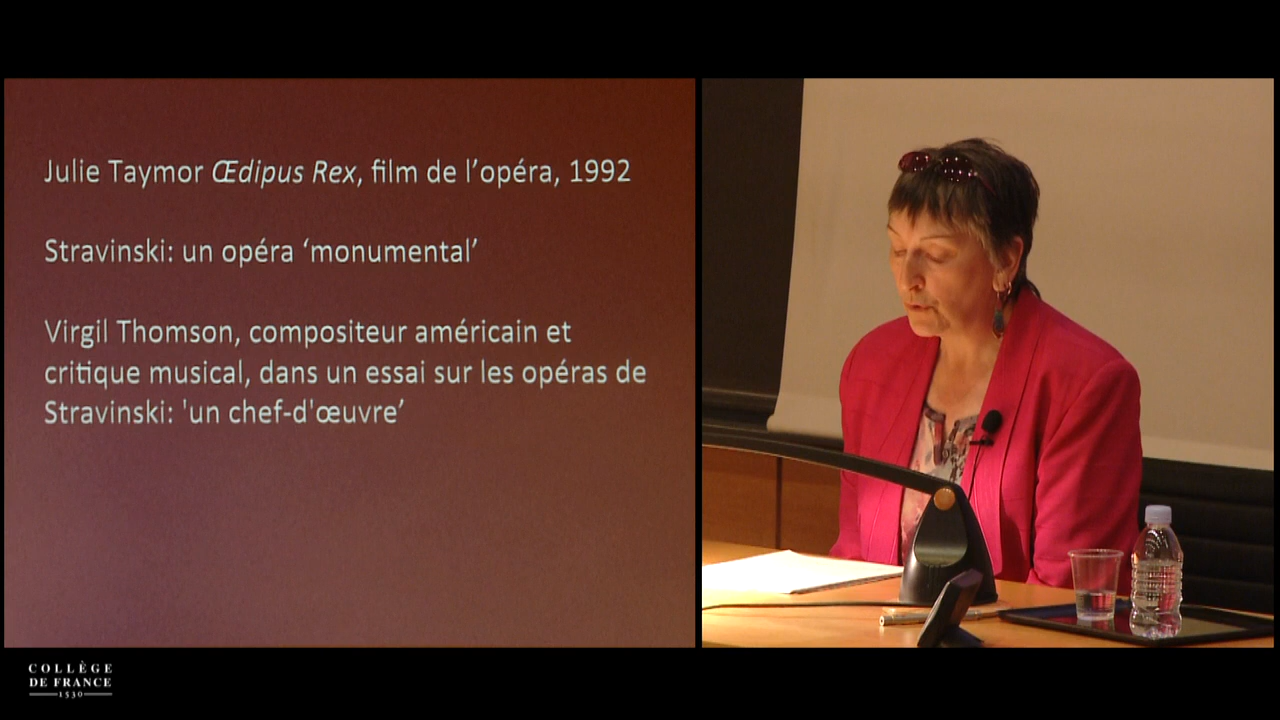 Julie Taymor Œdipus Rex, film de l’opéra, 1992
Stravinski: un opéra ‘monumental’
Virgil Thomson, compositeur américain et
critique musical, dans un essai sur les opéras de
Stravinski: 'un chef-d'œuvre’
COLLÈGE
DE FRANCE
1530